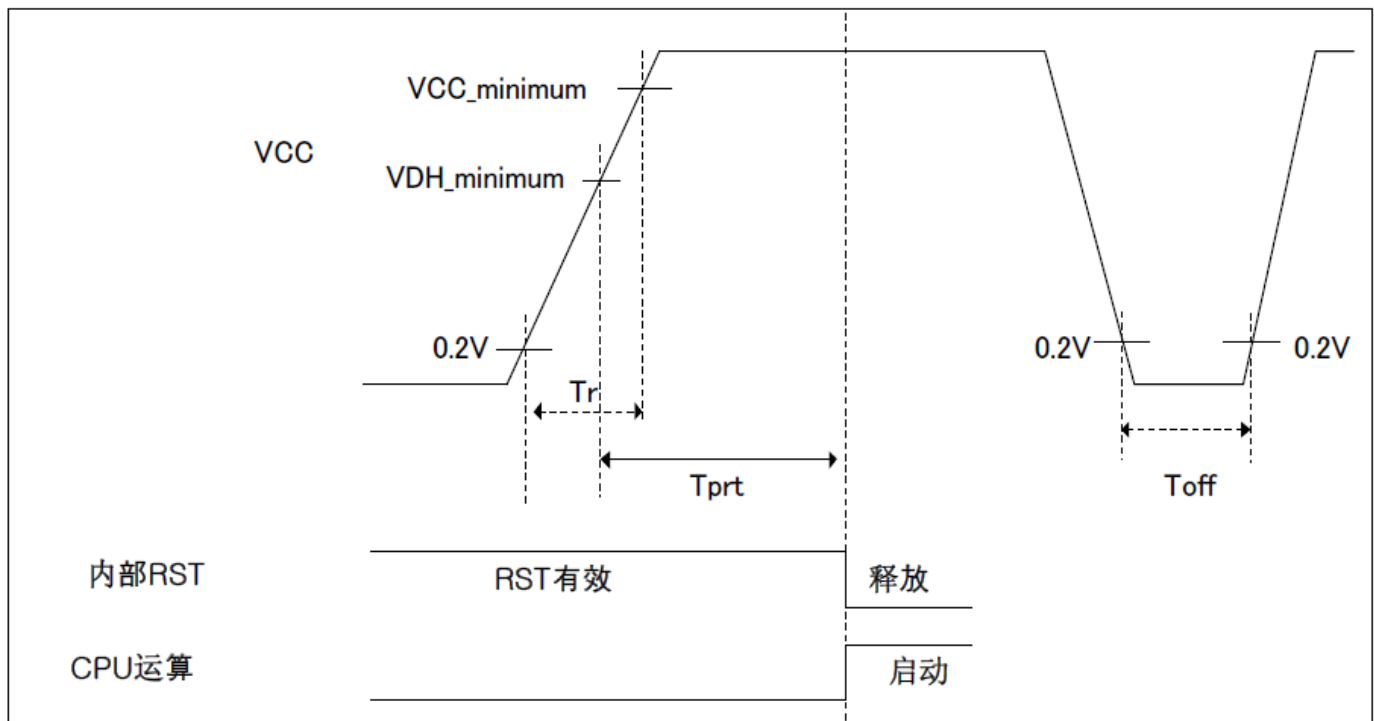 VCC_minimum
VCC
VDH_minimum
0.2V
0.2V
0.2V
Tr
Tprt
Toff
内部RST
RST有效
释放
CPU运算
启动